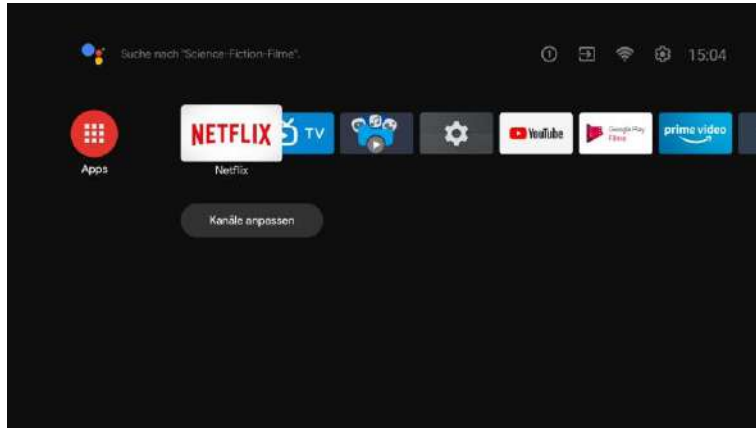 Suche nach "Science-Fiction-Filme".
15:04
NETFLIX
TV
YouTube
Google Play
Filme
prime video
Apps
Netflix
Kanäle anpassen